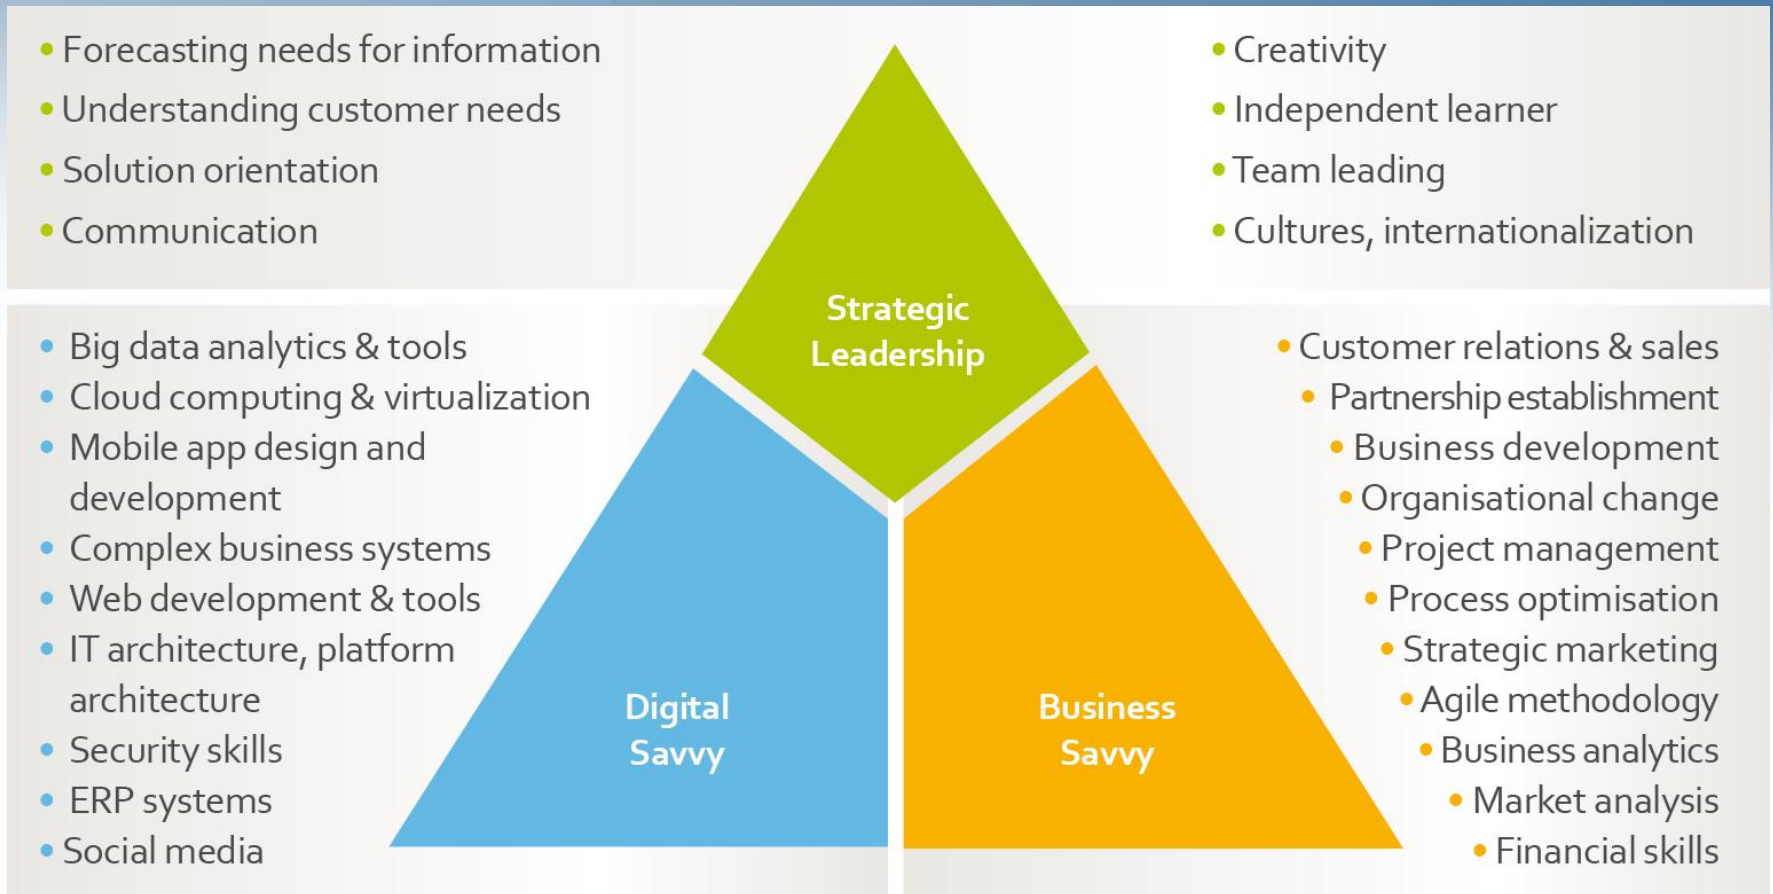 • Forecasting needs for information
• Understanding customer needs
• Solution orientation
• Communication
• Creativity
• Independent learner
• Team leading
• Cultures, internationalization
Strategic
Leadership
• Big data analytics & tools
• Cloud computing & virtualization
• Mobile app design and
development
• Complex business systems
• Web development & tools
• IT architecture, platform
architecture
• Security skills
• ERP systems
• Social media
Digital
Savvy
Business
Savvy
• Customer relations & sales
• Partnership establishment
• Business development
• Organisational change
• Project management
• Process optimisation
• Strategic marketing
• Agile methodology
• Business analytics
• Market analysis
• Financial skills